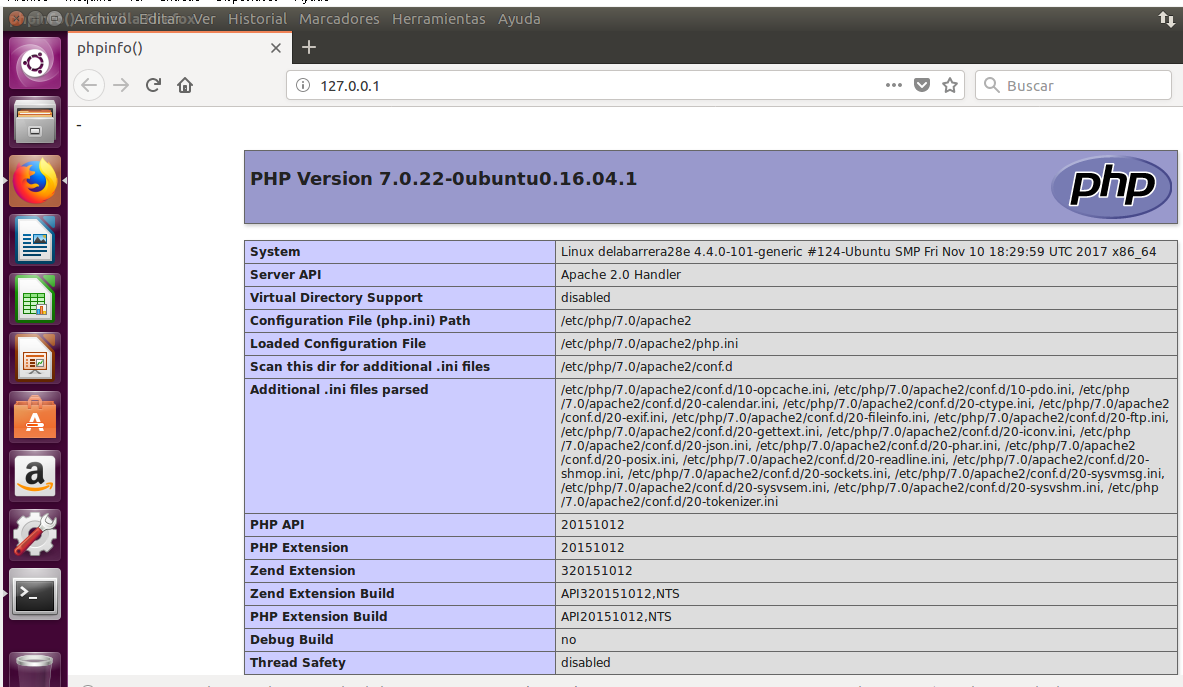 Archivo Editar Ver Historial Marcadores Herramientas Ayuda
phpinfo()
127.0.0.1
Buscar
-
PHP Version 7.0.22-0ubuntu0.16.04.1
php
System Linux delabarrera28e 4.4.0-101-generic #124-Ubuntu SMP Fri Nov 10 18:29:59 UTC 2017 x86_64
Server API Apache 2.0 Handler
Virtual Directory Support disabled
Configuration File (php.ini) Path /etc/php/7.0/apache2
Loaded Configuration File /etc/php/7.0/apache2/php.ini
Scan this dir for additional .ini files /etc/php/7.0/apache2/conf.d
Additional .ini files parsed /etc/php/7.0/apache2/conf.d/10-opcache.ini, /etc/php/7.0/apache2/conf.d/10-pdo.ini, /etc/php
/7.0/apache2/conf.d/20-calendar.ini, /etc/php/7.0/apache2/conf.d/20-ctype.ini, /etc/php/7.0/apache2
/conf.d/20-exif.ini, /etc/php/7.0/apache2/conf.d/20-fileinfo.ini, /etc/php/7.0/apache2/conf.d/20-ftp.ini,
/etc/php/7.0/apache2/conf.d/20-gettext.ini, /etc/php/7.0/apache2/conf.d/20-iconv.ini, /etc/php
/7.0/apache2/conf.d/20-json.ini, /etc/php/7.0/apache2/conf.d/20-phar.ini, /etc/php/7.0/apache2
/conf.d/20-posix.ini, /etc/php/7.0/apache2/conf.d/20-readline.ini, /etc/php/7.0/apache2/conf.d/20-
shmop.ini, /etc/php/7.0/apache2/conf.d/20-sockets.ini, /etc/php/7.0/apache2/conf.d/20-sysvmsg.ini,
/etc/php/7.0/apache2/conf.d/20-sysvsem.ini, /etc/php/7.0/apache2/conf.d/20-sysvshm.ini, /etc/php
/7.0/apache2/conf.d/20-tokenizer.ini
PHP API 20151012
PHP Extension 20151012
Zend Extension 320151012
Zend Extension Build API320151012,NTS
PHP Extension Build API20151012,NTS
Debug Build no
Thread Safety disabled